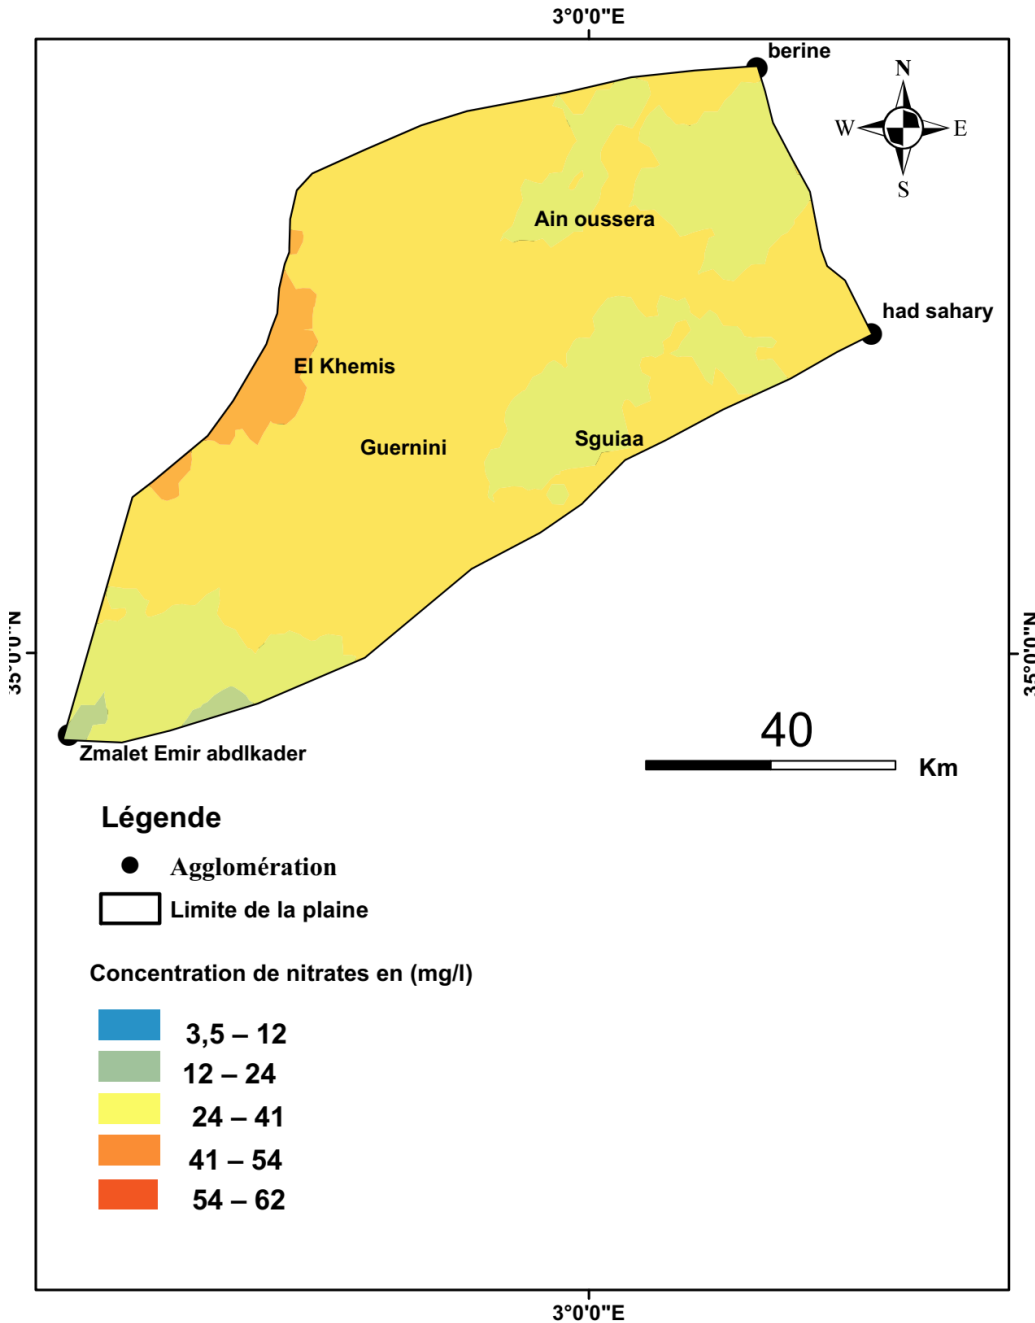 3°0'0"E
berine
N
W
E
S
Ain oussera
had sahary
El Khemis
Guernini
Sguiaa
35°0'0"N
35°0'0"N
Zmalet Emir abdlkader
40
Km
Légende
Agglomération
Limite de la plaine
Concentration de nitrates en (mg/l)
3,5 – 12
12 – 24
24 – 41
41 – 54
54 – 62
3°0'0"E